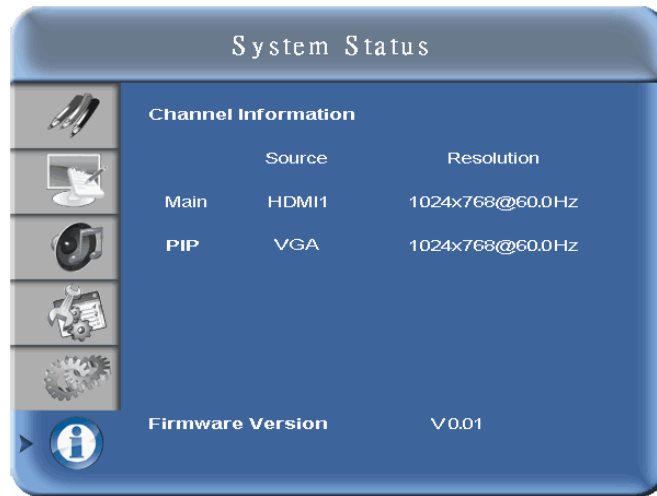 System Status
Channel Information
Source Resolution
Main HDMI1 1024x768@60.0Hz
PIP VGA 1024x768@60.0Hz
Firmware Version V0.01